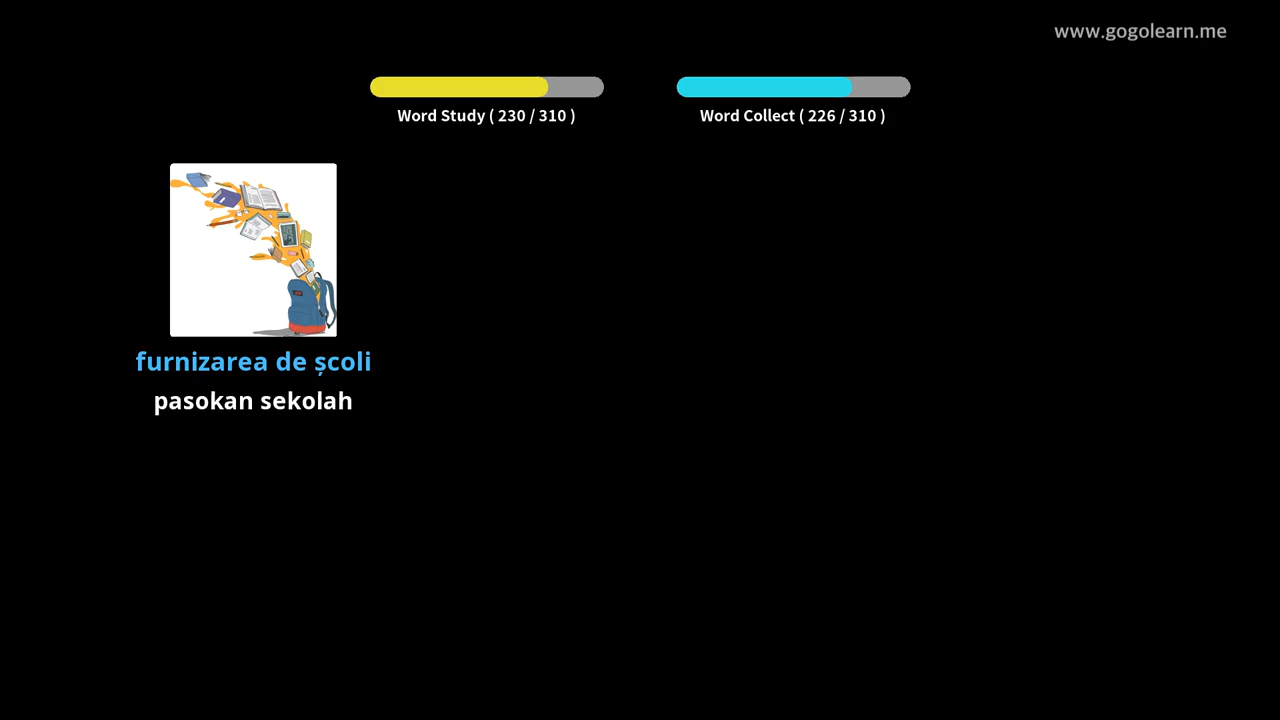 www.gogolearn.me
Word Study ( 230 / 310 )
Word Collect ( 226 / 310 )
furnizarea de școli
pasokan sekolah